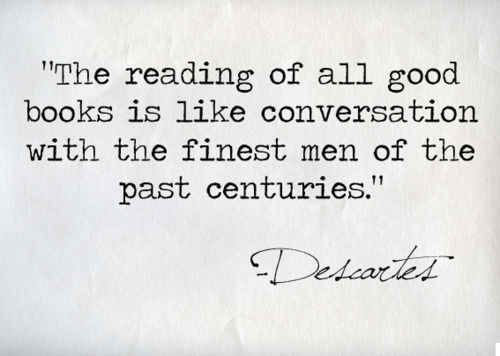 "The reading of all good
books is like conversation
with the finest men of the
past centuries."
-Descartes